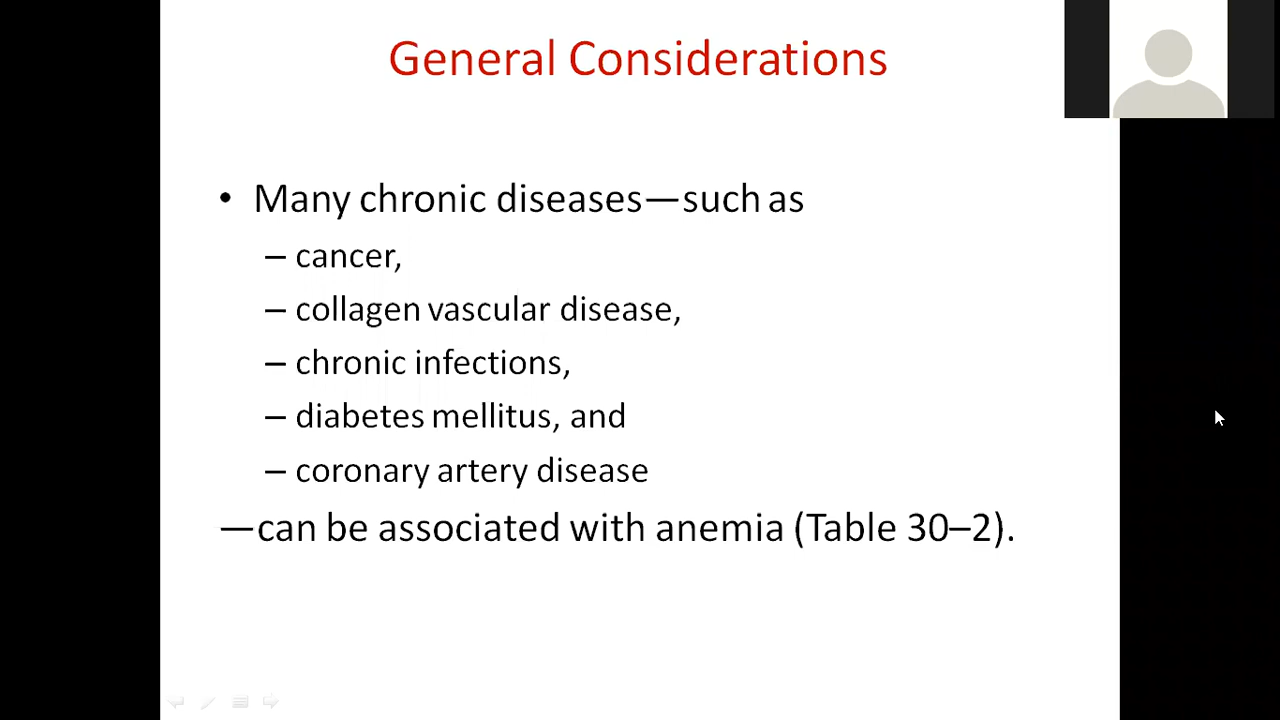 General Considerations
• Many chronic diseases—such as
– cancer,
– collagen vascular disease,
– chronic infections,
– diabetes mellitus, and
– coronary artery disease
—can be associated with anemia (Table 30–2).